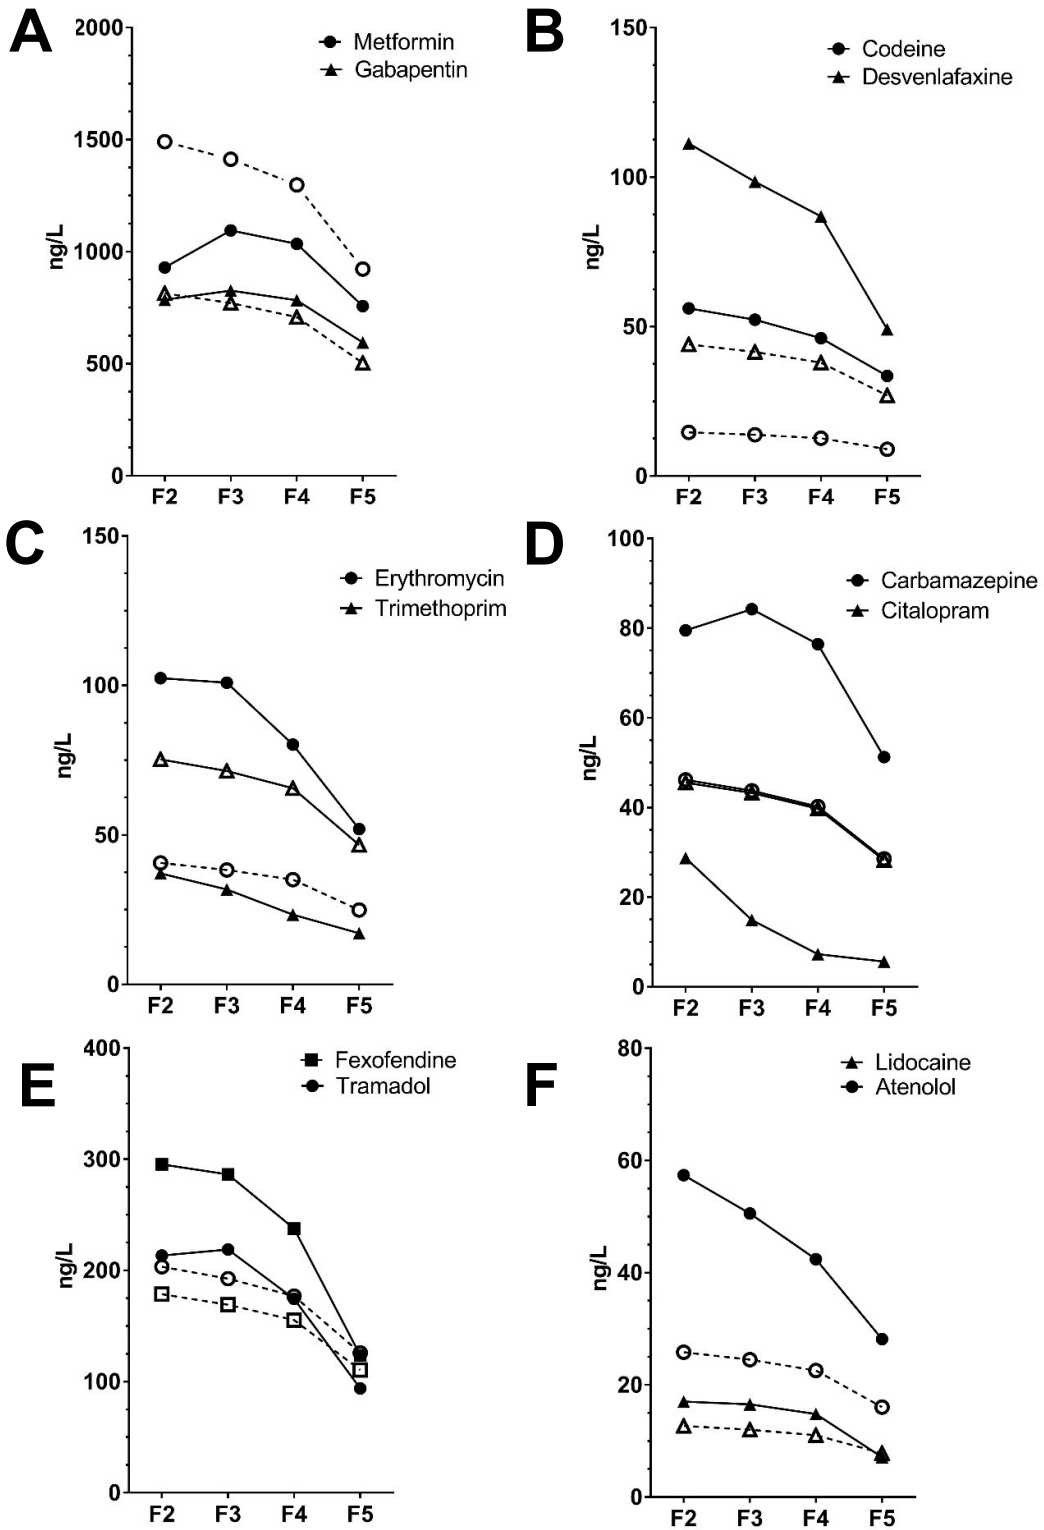 A
2000
1500
1000
500
0
ng/L
Metformin
Gabapentin
F2 F3 F4 F5
B
150
100
50
0
ng/L
Codeine
Desvenlafaxine
F2 F3 F4 F5
C
150
100
50
0
ng/L
Erythromycin
Trimethoprim
F2 F3 F4 F5
D
100
80
60
40
20
0
ng/L
Carbamazepine
Citalopram
F2 F3 F4 F5
E
400
300
200
100
0
ng/L
Fexofendine
Tramadol
F2 F3 F4 F5
F
80
60
40
20
0
ng/L
Lidocaine
Atenolol
F2 F3 F4 F5